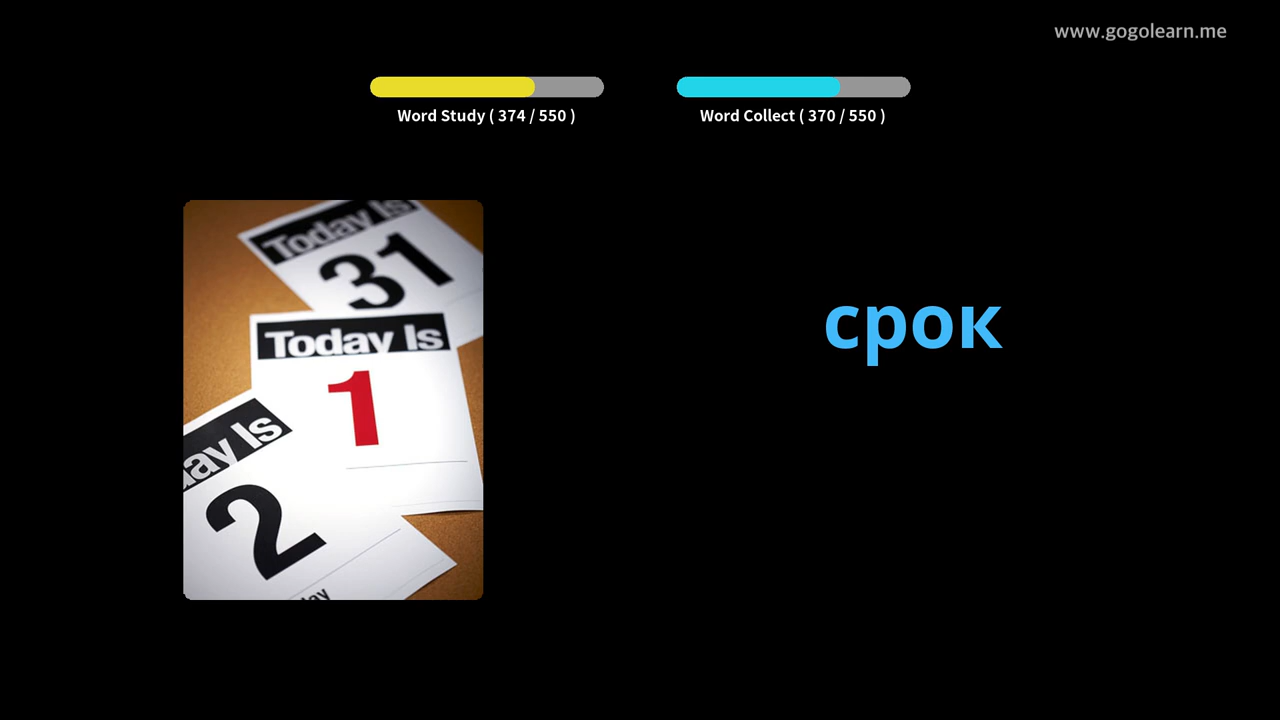 www.gogolearn.me
Word Study ( 374 / 550 )
Word Collect ( 370 / 550 )
Today Is
31
Today Is
1
ay Is
2
срок